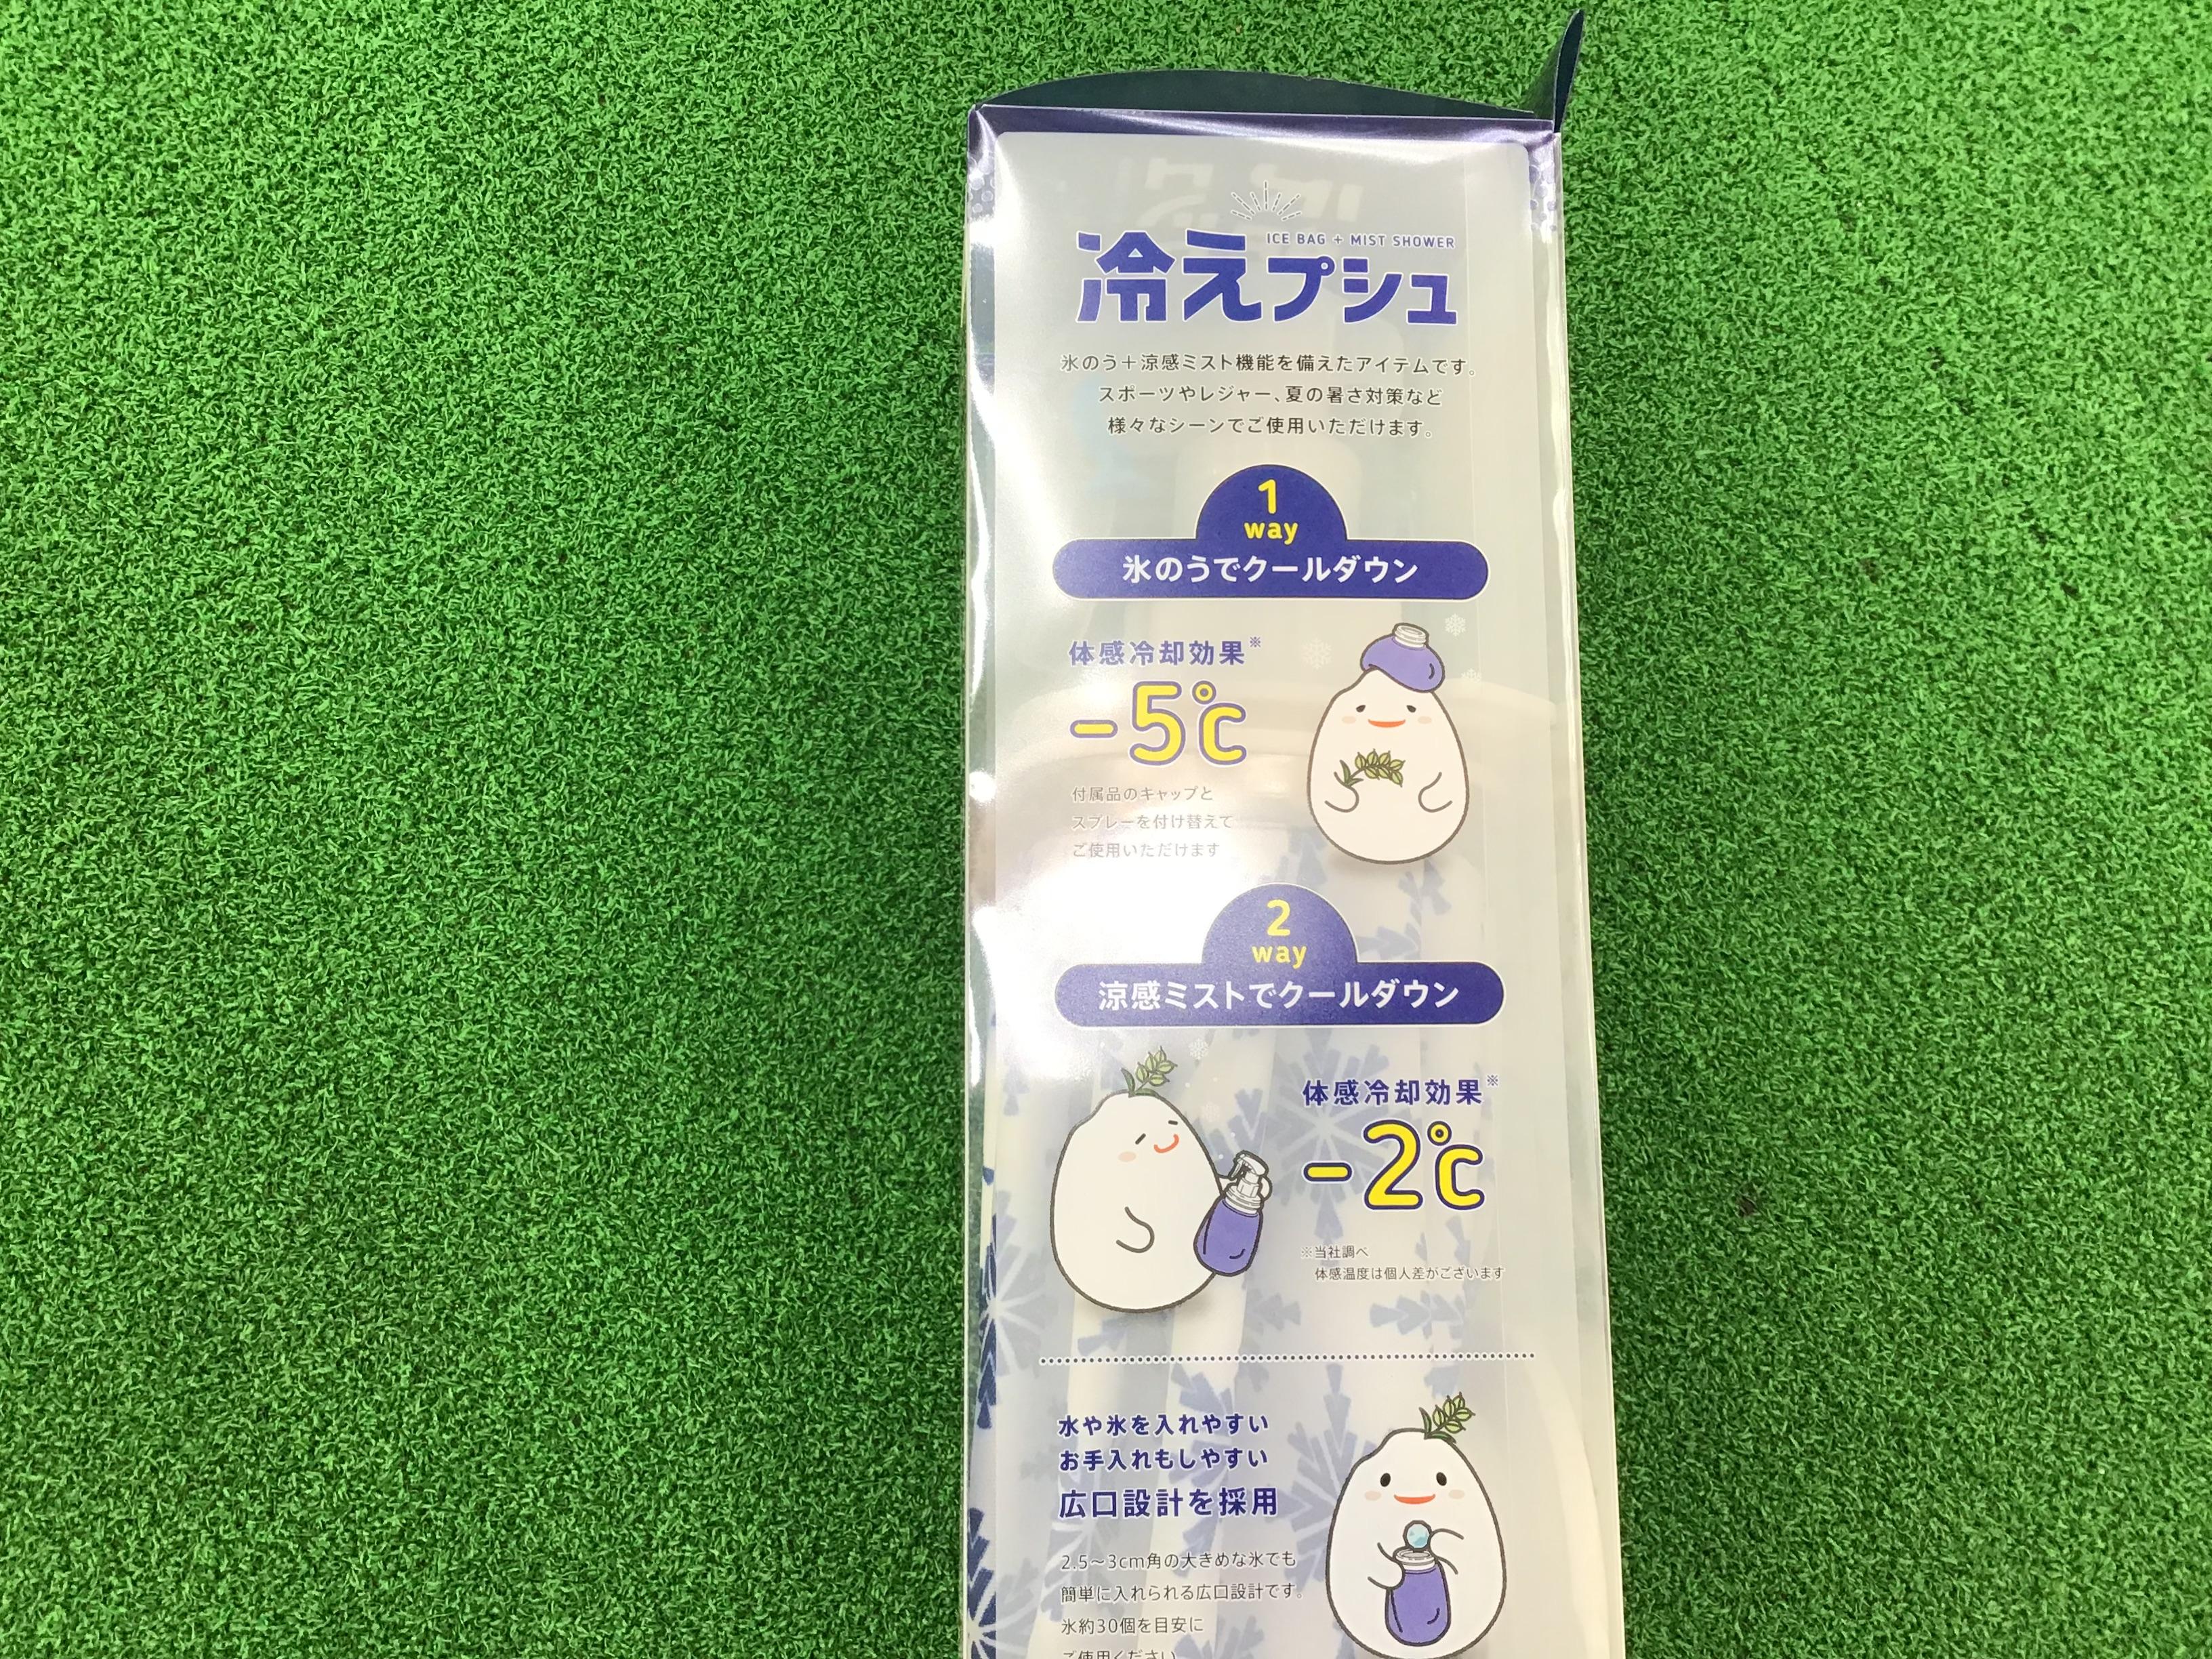 ICE BAG + MIST SHOWER
冷えプシュ
氷のう＋涼感ミスト機能を備えたアイテムです。
スポーツやレジャー、夏の暑さ対策など
様々なシーンでご使用いただけます。
1
way
氷のうでクールダウン
体感冷却効果※
-5℃
付属品のキャップと
スプレーを付け替えて
ご使用いただけます
2
way
涼感ミストでクールダウン
体感冷却効果※
-2℃
※当社調べ
体感温度は個人差がございます
水や氷を入れやすい
お手入れもしやすい
広口設計を採用
2.5〜3cm角の大きめな氷でも
簡単に入れられる広口設計です。
氷約30個を目安に
ご使用ください